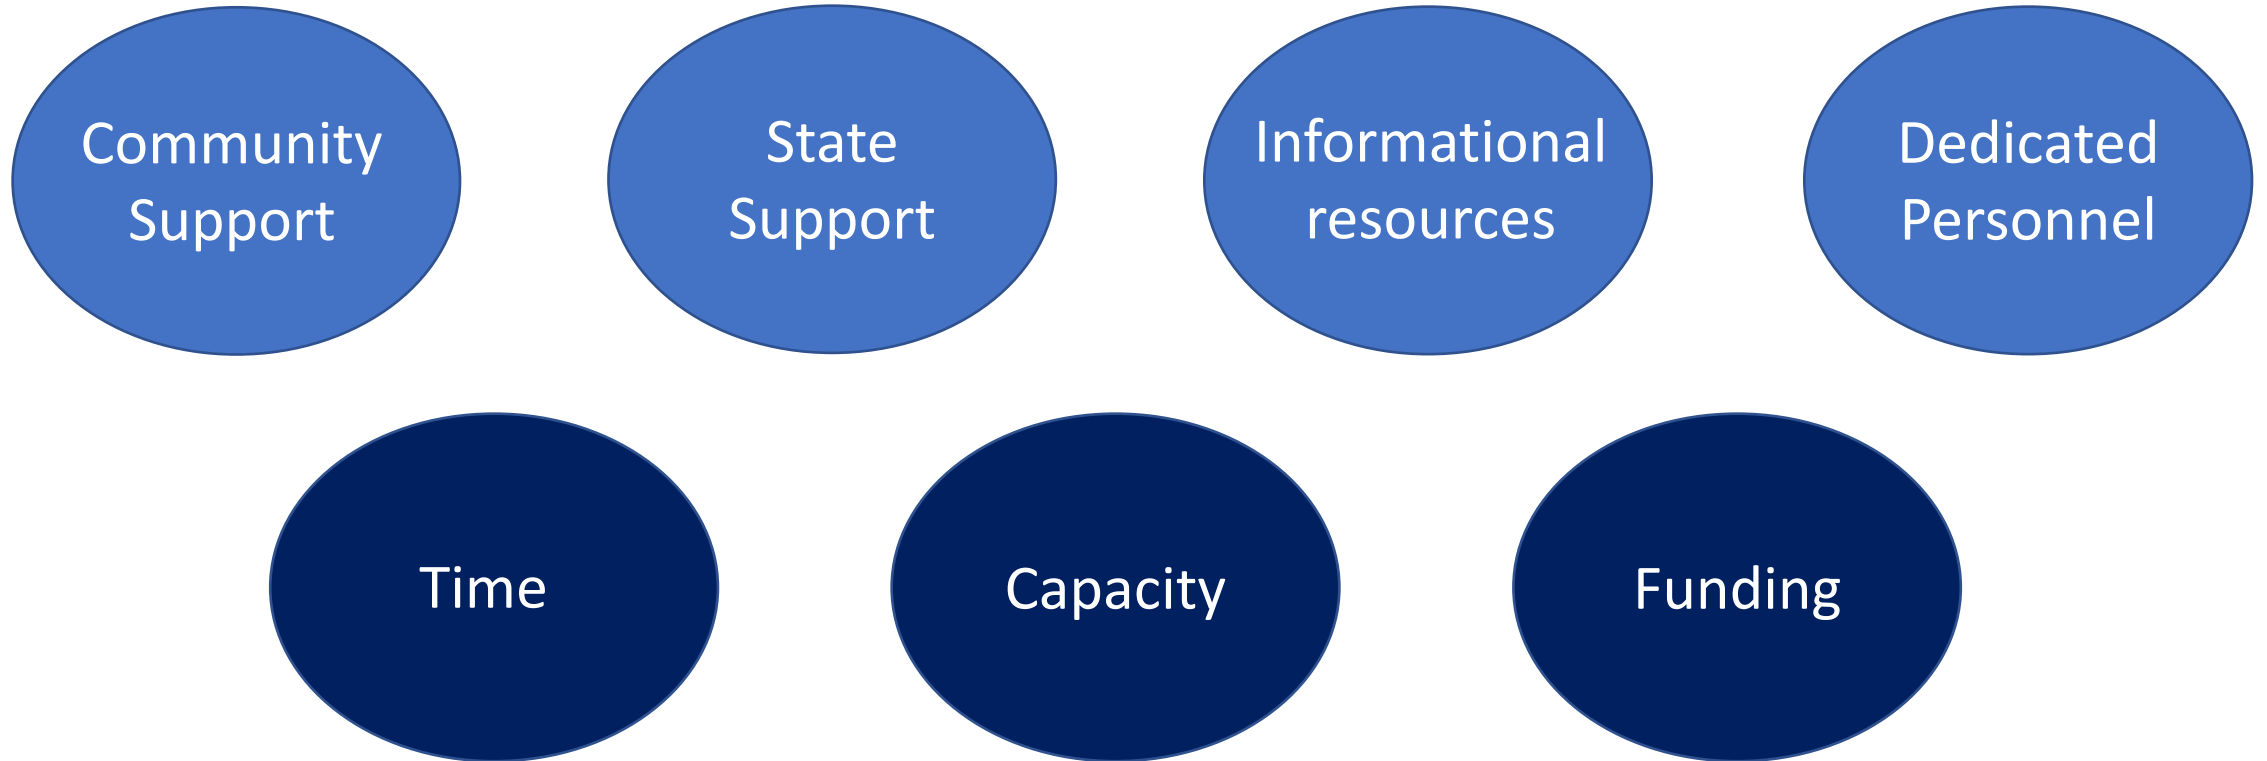 Community
Support
State
Support
Informational
resources
Dedicated
Personnel
Time
Capacity
Funding